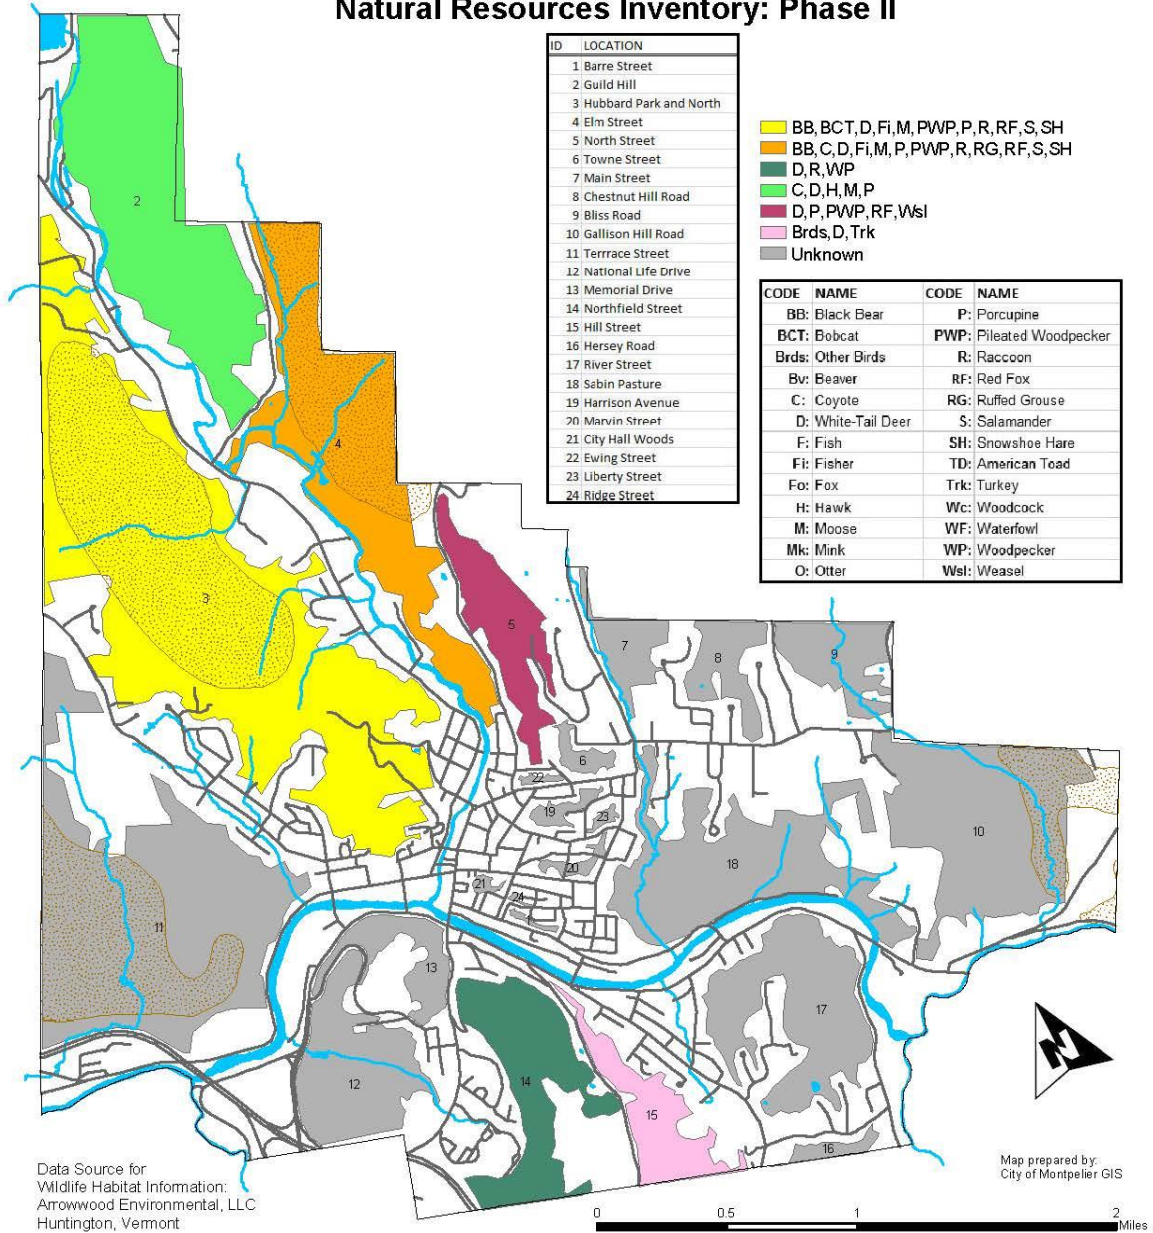 Natural Resources Inventory: Phase II
ID LOCATION
1 Barre Street
2 Guild Hill
3 Hubbard Park and North
4 Elm Street
5 North Street
6 Towne Street
7 Main Street
8 Chestnut Hill Road
9 Bliss Road
10 Gallison Hill Road
11 Terrrace Street
12 National Life Drive
13 Memorial Drive
14 Northfield Street
15 Hill Street
16 Hersey Road
17 River Street
18 Sabin Pasture
19 Harrison Avenue
20 Marvin Street
21 City Hall Woods
22 Ewing Street
23 Liberty Street
24 Ridge Street
BB,BCT,D,Fi,M,PWP,P,R,RF,S,SH
BB,C,D,Fi,M,P,PWP,R,RG,RF,S,SH
D,R,WP
C,D,H,M,P
D,P,PWP,RF,Wsl
Brds,D,Trk
Unknown
CODE NAME CODE NAME
BB: Black Bear P: Porcupine
BCT: Bobcat PWP: Pileated Woodpecker
Brds: Other Birds R: Raccoon
Bv: Beaver RF: Red Fox
C: Coyote RG: Ruffed Grouse
D: White-Tail Deer S: Salamander
F: Fish SH: Snowshoe Hare
Fi: Fisher TD: American Toad
Fo: Fox Trk: Turkey
H: Hawk Wc: Woodcock
M: Moose WF: Waterfowl
Mk: Mink WP: Woodpecker
O: Otter Wsl: Weasel
2
4
3
5
7
8
9
6
22
19
23
10
20
18
21
24
1
11
13
17
12
14
15
16
N
Data Source for
Wildlife Habitat Information:
Arrowwood Environmental, LLC
Huntington, Vermont
Map prepared by:
City of Montpelier GIS
0 0.5 1 2
Miles